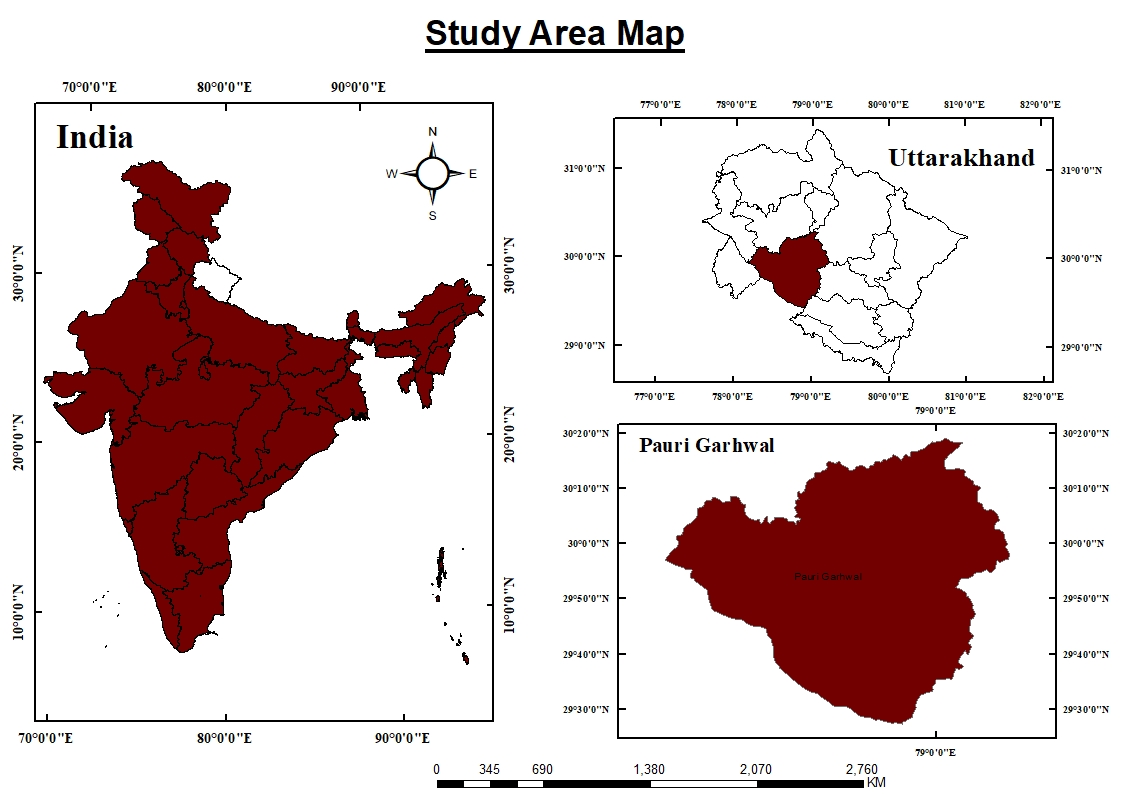 Study Area Map
70°0'0"E 80°0'0"E 90°0'0"E
India
N
W E
S
30°0'0"N 30°0'0"N
20°0'0"N 20°0'0"N
10°0'0"N 10°0'0"N
70°0'0"E 80°0'0"E 90°0'0"E
77°0'0"E 78°0'0"E 79°0'0"E 80°0'0"E 81°0'0"E 82°0'0"E
Uttarakhand
31°0'0"N 31°0'0"N
30°0'0"N 30°0'0"N
29°0'0"N 29°0'0"N
77°0'0"E 78°0'0"E 79°0'0"E 80°0'0"E 81°0'0"E 82°0'0"E
79°0'0"E
Pauri Garhwal
30°20'0"N 30°20'0"N
30°10'0"N 30°10'0"N
30°0'0"N 30°0'0"N
Pauri Garhwal
29°50'0"N 29°50'0"N
29°40'0"N 29°40'0"N
29°30'0"N 29°30'0"N
79°0'0"E
0 345 690 1,380 2,070 2,760
KM